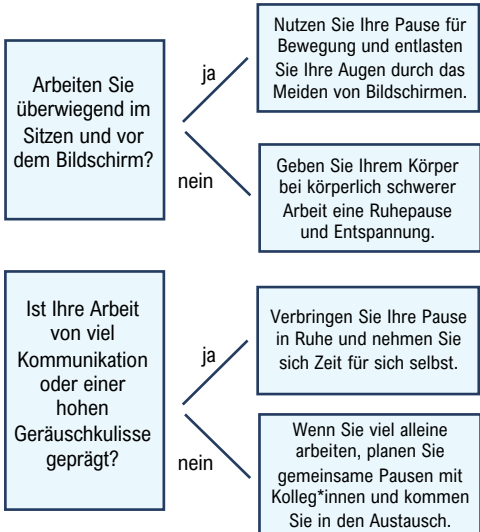 Arbeiten Sie
überwiegend im
Sitzen und vor
dem Bildschirm?
ja
Nutzen Sie Ihre Pause für
Bewegung und entlasten
Sie Ihre Augen durch das
Meiden von Bildschirmen.
nein
Geben Sie Ihrem Körper
bei körperlich schwerer
Arbeit eine Ruhepause
und Entspannung.
Ist Ihre Arbeit
von viel
Kommunikation
oder einer
hohen
Geräuschkulisse
geprägt?
ja
Verbringen Sie Ihre Pause
in Ruhe und nehmen Sie
sich Zeit für sich selbst.
nein
Wenn Sie viel alleine
arbeiten, planen Sie
gemeinsame Pausen mit
Kolleg*innen und kommen
Sie in den Austausch.